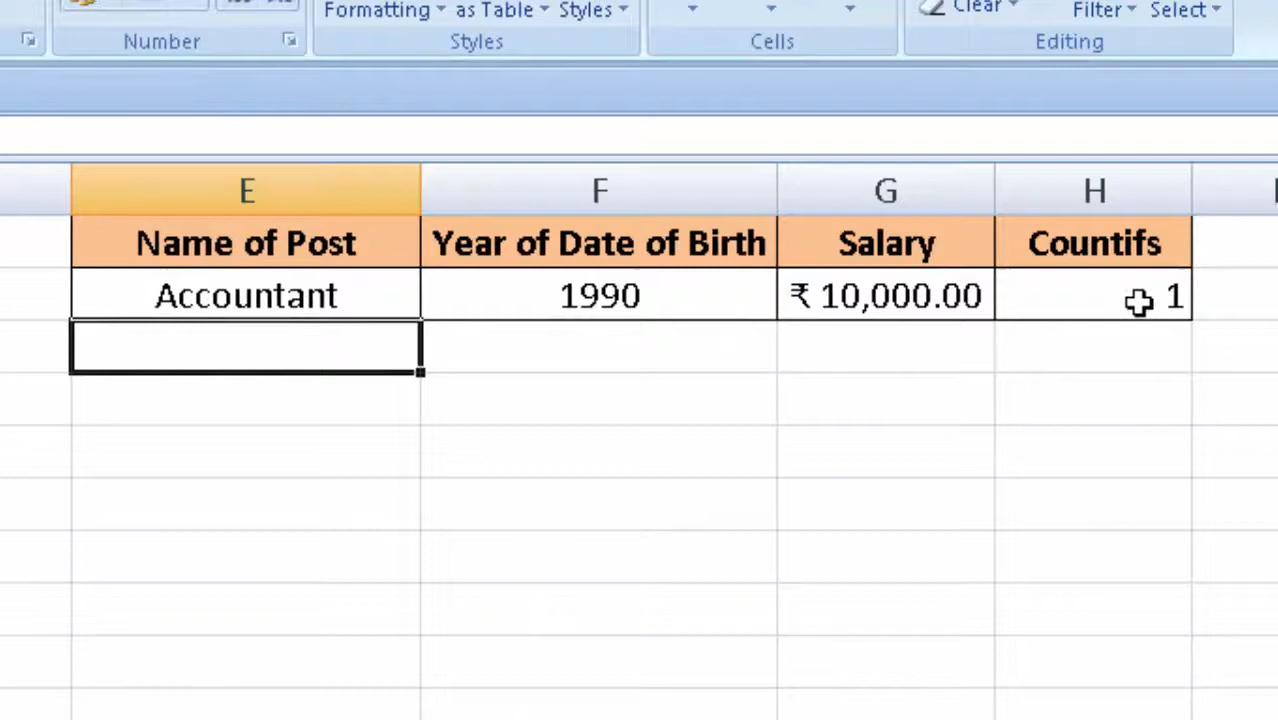 Formatting as Table Styles Clear Filter Select
Number Styles Cells Editing
E F G H
Name of Post Year of Date of Birth Salary Countifs
Accountant 1990 ₹ 10,000.00 1